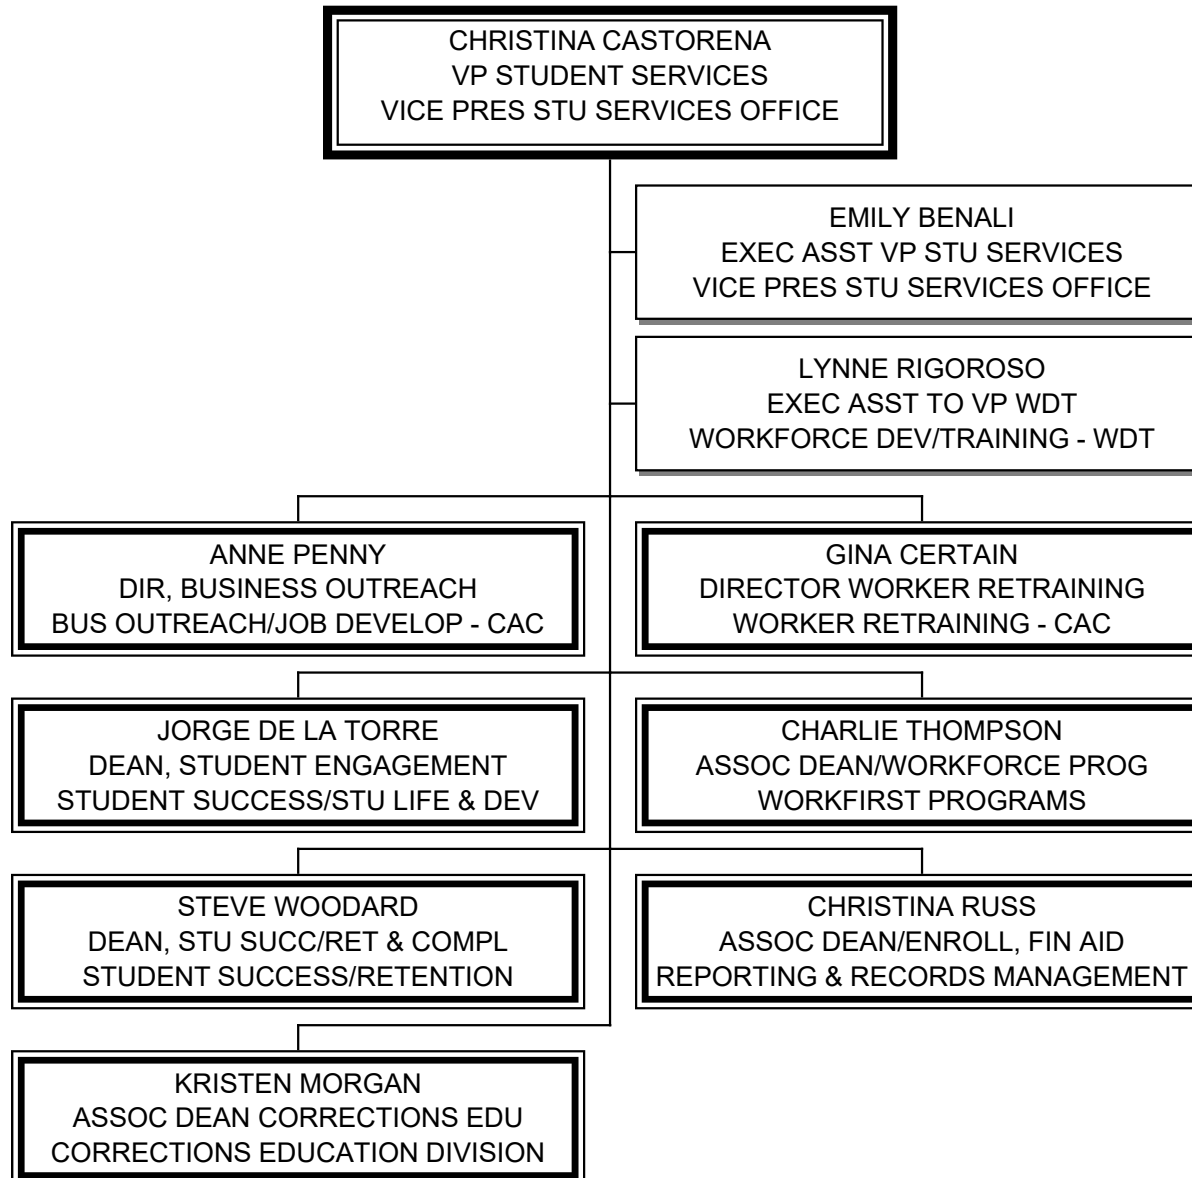 CHRISTINA CASTORENA
VP STUDENT SERVICES
VICE PRES STU SERVICES OFFICE
EMILY BENALI
EXEC ASST VP STU SERVICES
VICE PRES STU SERVICES OFFICE
LYNNE RIGOROSO
EXEC ASST TO VP WDT
WORKFORCE DEV/TRAINING - WDT
ANNE PENNY
DIR, BUSINESS OUTREACH
BUS OUTREACH/JOB DEVELOP - CAC
GINA CERTAIN
DIRECTOR WORKER RETRAINING
WORKER RETRAINING - CAC
JORGE DE LA TORRE
DEAN, STUDENT ENGAGEMENT
STUDENT SUCCESS/STU LIFE & DEV
CHARLIE THOMPSON
ASSOC DEAN/WORKFORCE PROG
WORKFIRST PROGRAMS
STEVE WOODARD
DEAN, STU SUCC/RET & COMPL
STUDENT SUCCESS/RETENTION
CHRISTINA RUSS
ASSOC DEAN/ENROLL, FIN AID
REPORTING & RECORDS MANAGEMENT
KRISTEN MORGAN
ASSOC DEAN CORRECTIONS EDU
CORRECTIONS EDUCATION DIVISION